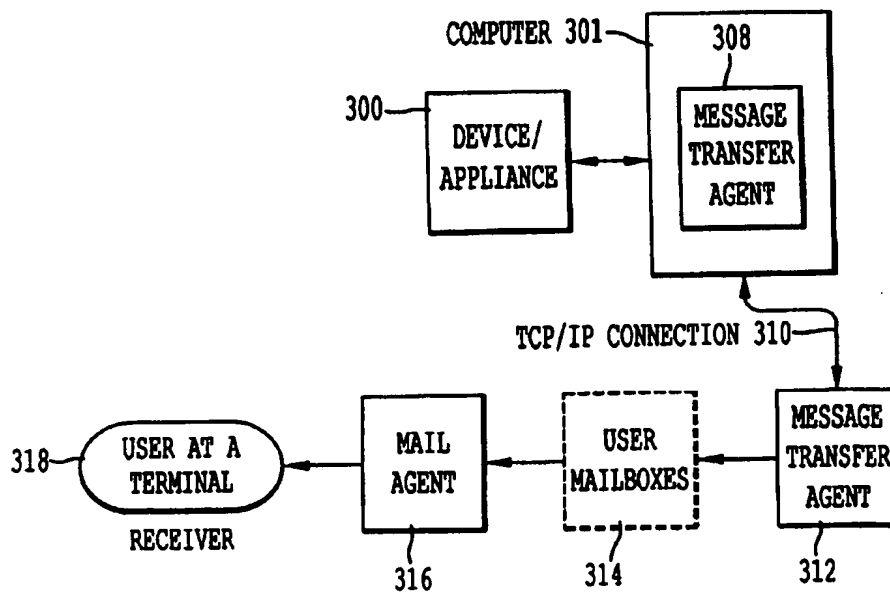 COMPUTER 301
308
300
DEVICE/
APPLIANCE
MESSAGE
TRANSFER
AGENT
TCP/IP CONNECTION 310
318
USER AT A
TERMINAL
RECEIVER
MAIL
AGENT
316
USER
MAILBOXES
314
MESSAGE
TRANSFER
AGENT
312